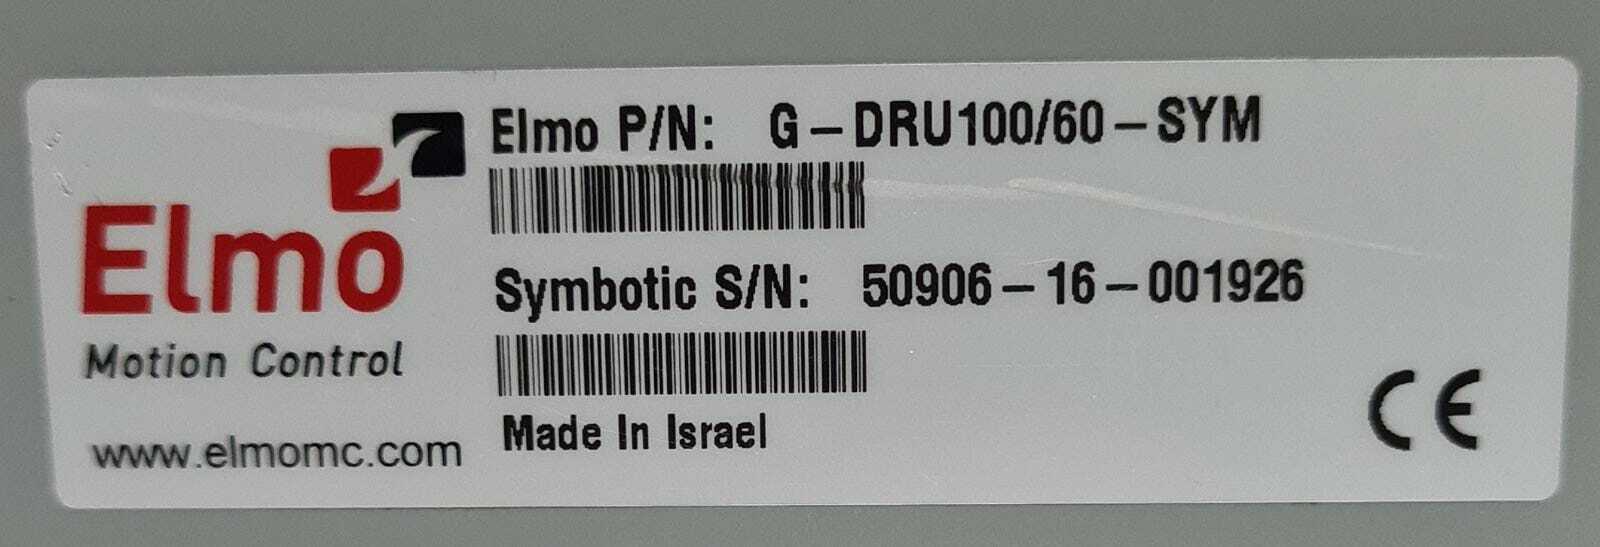 Elmo
Motion Control
www.elmomc.com
Elmo P/N: G-DRU100/60-SYM
Symbotic S/N: 50906-16-001926
Made In Israel
CE